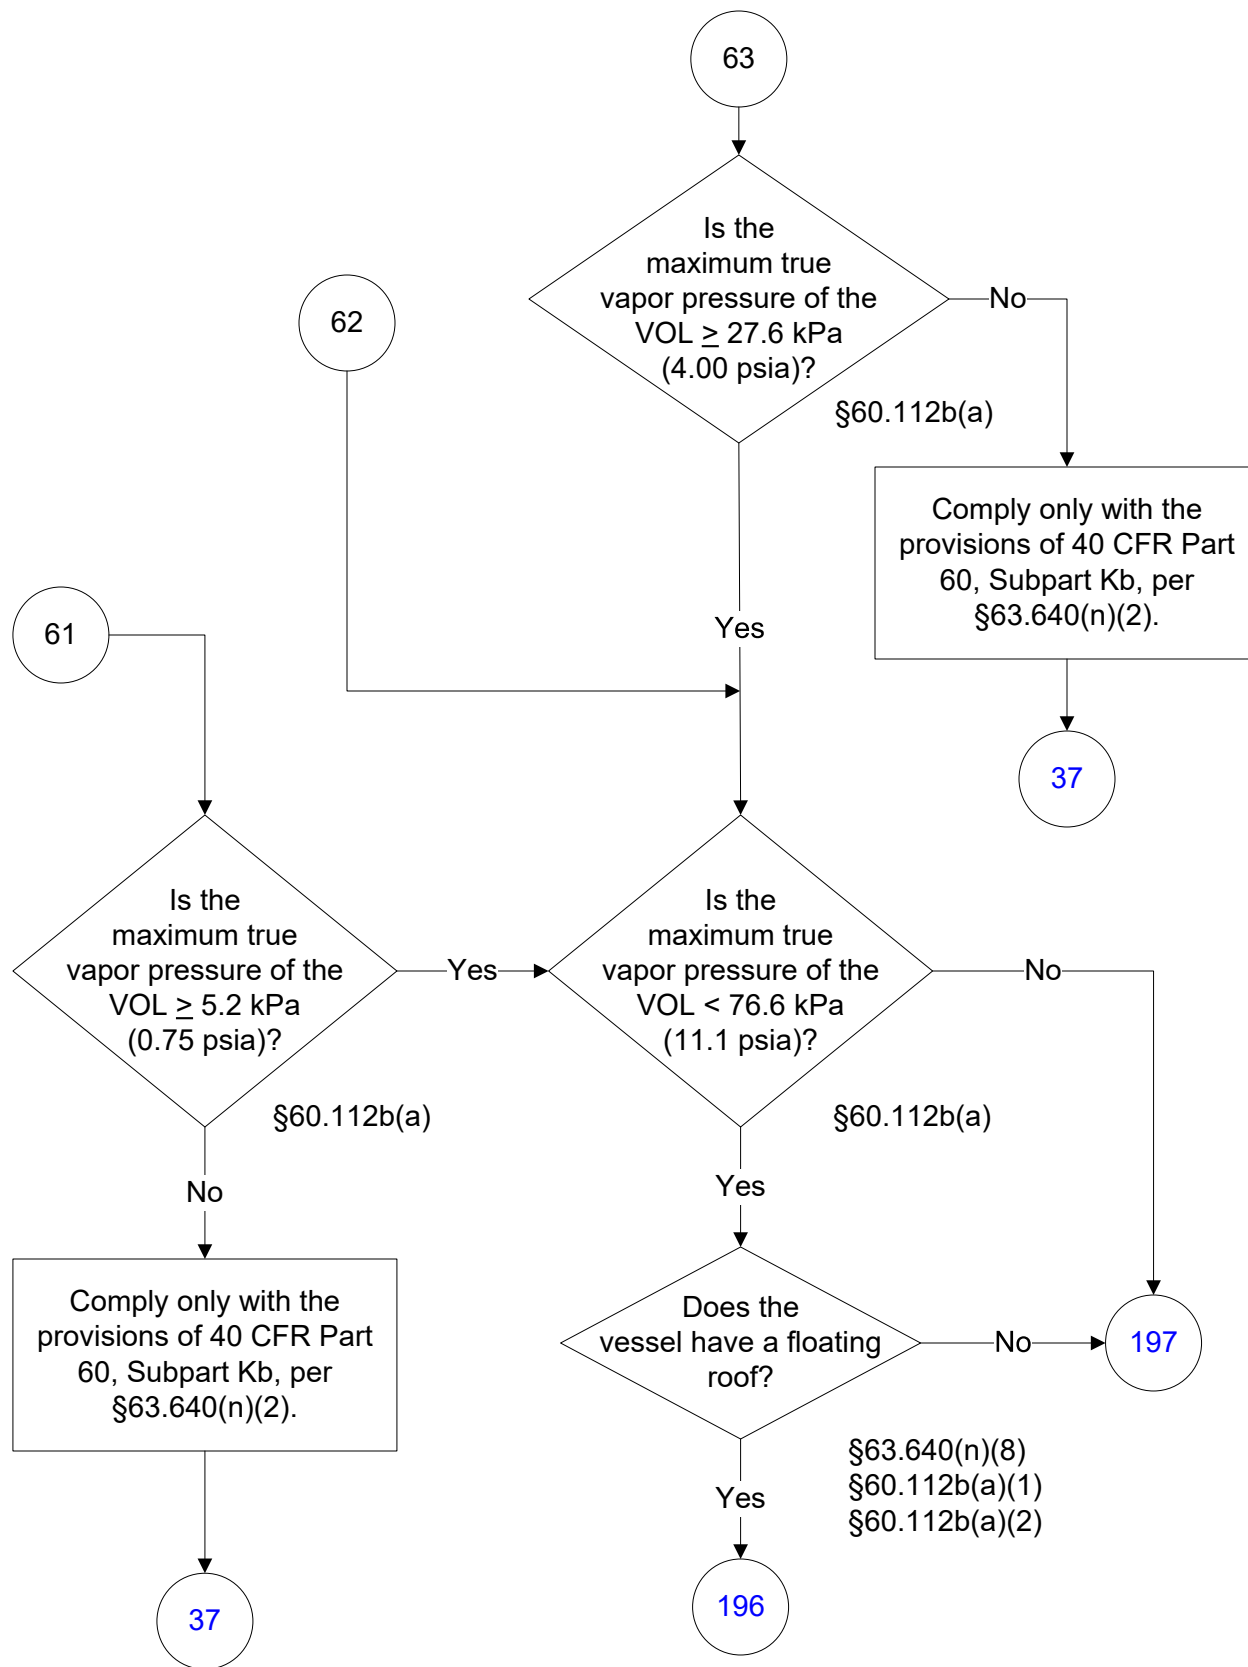 63
Is the
maximum true
vapor pressure of the
VOL ≥ 27.6 kPa
(4.00 psia)?
No
§60.112b(a)
62
Comply only with the
provisions of 40 CFR Part
60, Subpart Kb, per
§63.640(n)(2).
Yes
61
37
Is the
maximum true
vapor pressure of the
VOL ≥ 5.2 kPa
(0.75 psia)?
Yes
§60.112b(a)
Is the
maximum true
vapor pressure of the
VOL < 76.6 kPa
(11.1 psia)?
No
§60.112b(a)
No
Yes
Comply only with the
provisions of 40 CFR Part
60, Subpart Kb, per
§63.640(n)(2).
Does the
vessel have a floating
roof?
No
197
§63.640(n)(8)
§60.112b(a)(1)
§60.112b(a)(2)
Yes
37
196